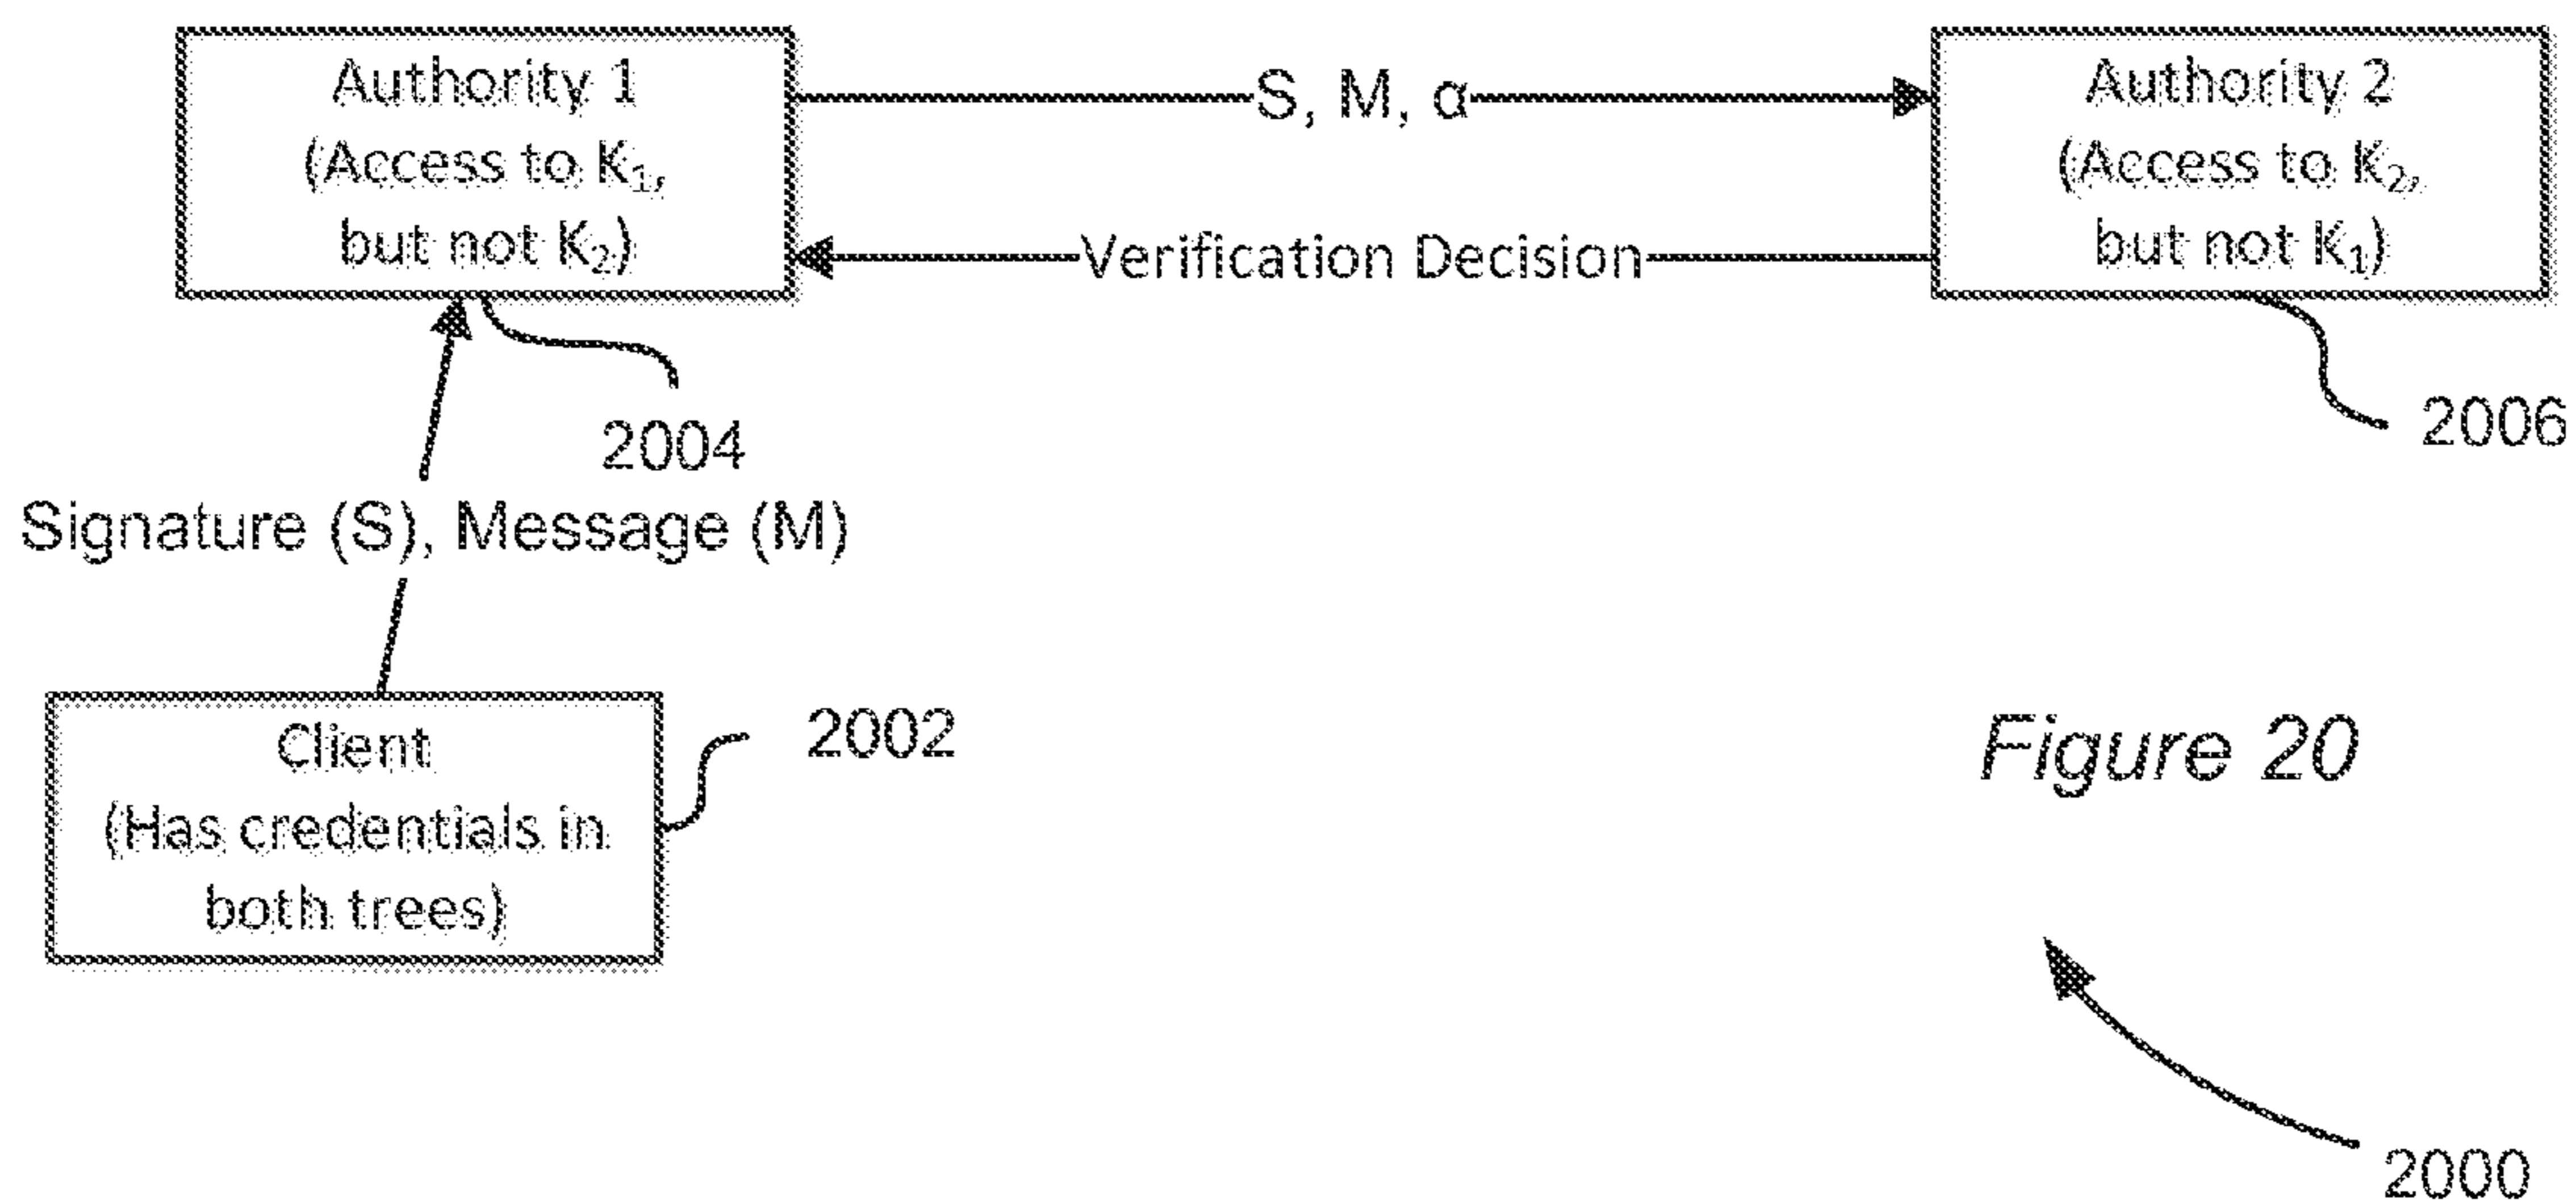 Authority 1
(Access to K₁,
but not K₂)
S, M, α
Verification Decision
Authority 2
(Access to K₂,
but not K₁)
2004
2006
Signature (S), Message (M)
Client
(Has credentials in
both trees)
2002
Figure 20
2000